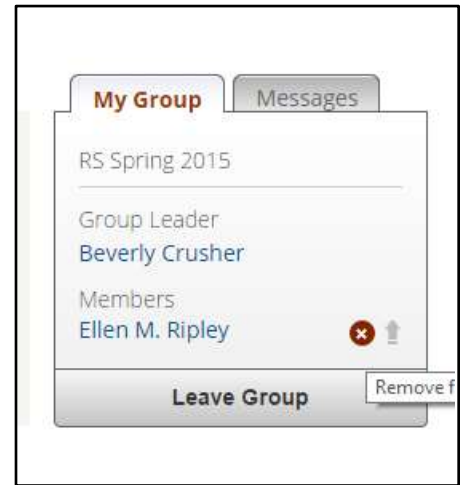 My Group
Messages
RS Spring 2015
Group Leader
Beverly Crusher
Members
Ellen M. Ripley
Leave Group
Remove f